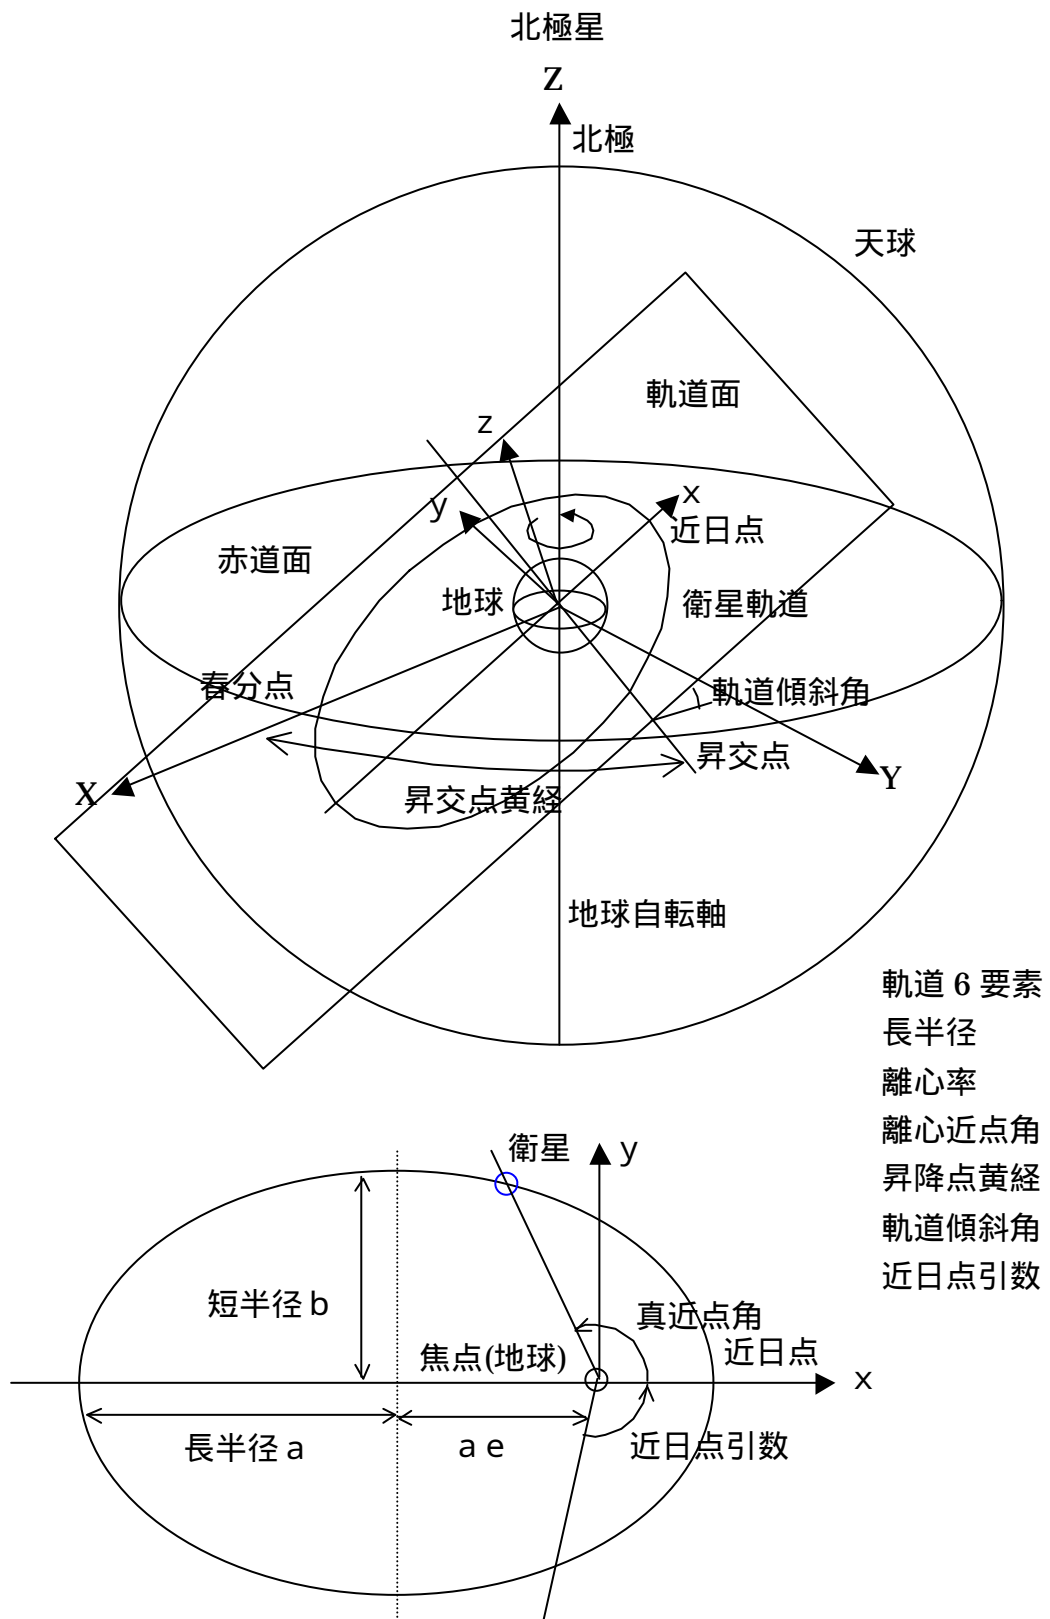 北極星
Z
北極
天球
軌道面
z
x
y
近日点
赤道面
地球
衛星軌道
春分点
軌道傾斜角
昇交点
X
Y
昇交点黄経
地球自転軸
軌道 6 要素
長半径
離心率
離心近点角
昇降点黄経
軌道傾斜角
近日点引数
衛星
y
短半径 b
真近点角
焦点(地球)
近日点
x
長半径 a
a e
近日点引数